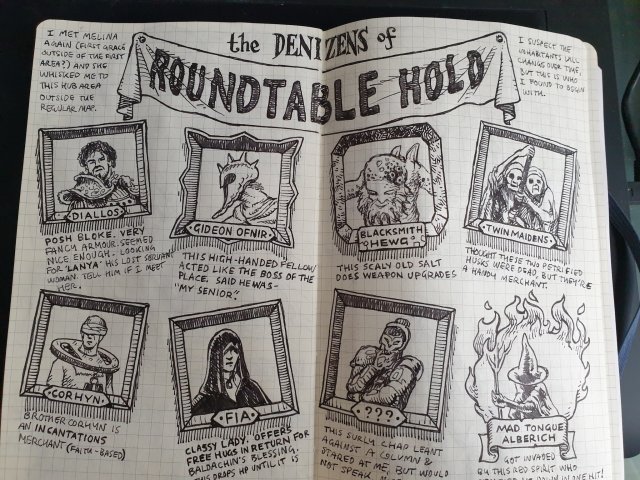 I MET MELINA
AGAIN (FIRST GRACE
OUTSIDE OF THE FIRST
AREA?) AND SHE
WHISKED ME TO
THIS HUB AREA
OUTSIDE THE
REGULAR MAP.
the DENIZENS of
ROUNDTABLE HOLD
I SUSPECT THE
INHABITANTS WILL
CHANGE OVER TIME,
BUT THIS IS WHO
I FOUND TO BEGIN
WITH.
DIALLOS
POSH BLOKE. VERY
FANCY ARMOUR. SEEMED
NICE ENOUGH. LOOKING
FOR 'LANYA' HIS LOST SERVANT
WOMAN. TELL HIM IF I MEET
HER.
GIDEON OFNIR
THIS HIGH-HANDED FELLOW
ACTED LIKE THE BOSS OF THE
PLACE. SAID HE WAS-
"MY SENIOR".
BLACKSMITH
"HEWG"
THIS SCALY OLD SALT
DOES WEAPON UPGRADES
TWIN MAIDENS
THOUGHT THESE TWO PETRIFIED
HUSKS WERE DEAD, BUT THEY'RE
A HANDY MERCHANT.
CORHYN
BROTHER CORHYN IS
AN INCANTATIONS
MERCHANT (FAITH-BASED)
FIA
CLASSY LADY. OFFERS
FREE HUGS IN RETURN FOR
BALDACHIN'S BLESSING.
THIS DROPS HP UNTIL IT IS
???
THIS SURLY CHAP LEANT
AGAINST A COLUMN &
STARED AT ME, BUT WOULD
NOT SPEAK
MAD TONGUE
ALBERICH
GOT INVADED
BY THIS RED SPIRIT WHO
ME DOWN IN ONE HIT!